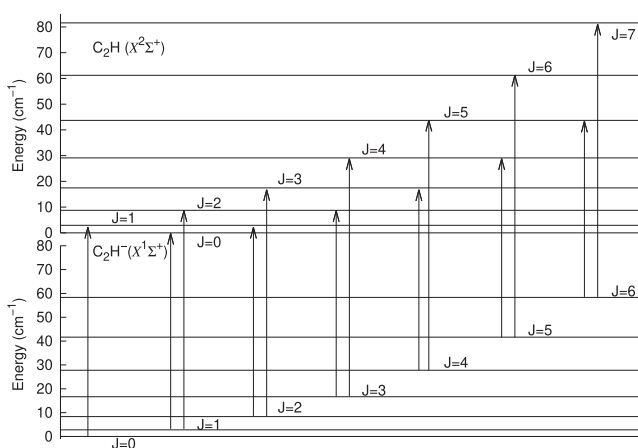 80
70
60
50
40
30
20
10
0
Energy (cm⁻¹)
C₂H (X²Σ⁺)
J=7
J=6
J=5
J=4
J=3
J=2
J=1
J=0
80
70
60
50
40
30
20
10
0
Energy (cm⁻¹)
C₂H⁻(X¹Σ⁺)
J=6
J=5
J=4
J=3
J=2
J=1
J=0